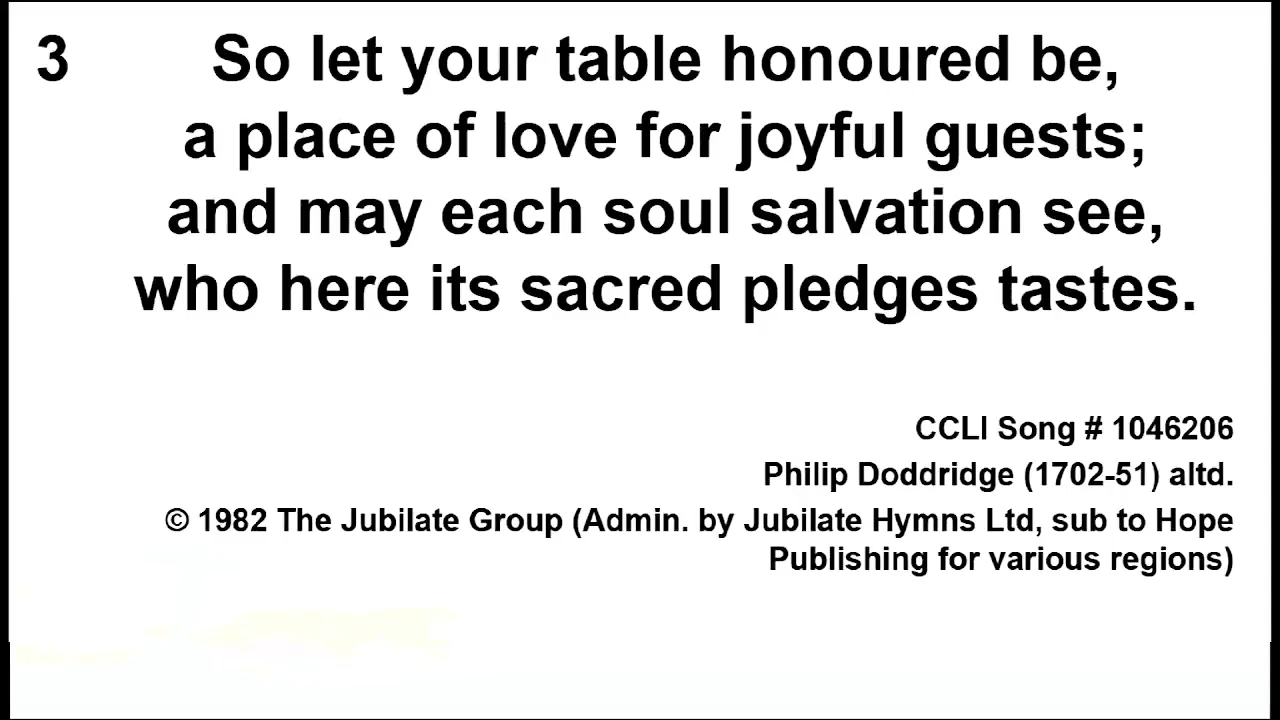 3 So let your table honoured be,
a place of love for joyful guests;
and may each soul salvation see,
who here its sacred pledges tastes.
CCLI Song # 1046206
Philip Doddridge (1702-51) altd.
© 1982 The Jubilate Group (Admin. by Jubilate Hymns Ltd, sub to Hope
Publishing for various regions)